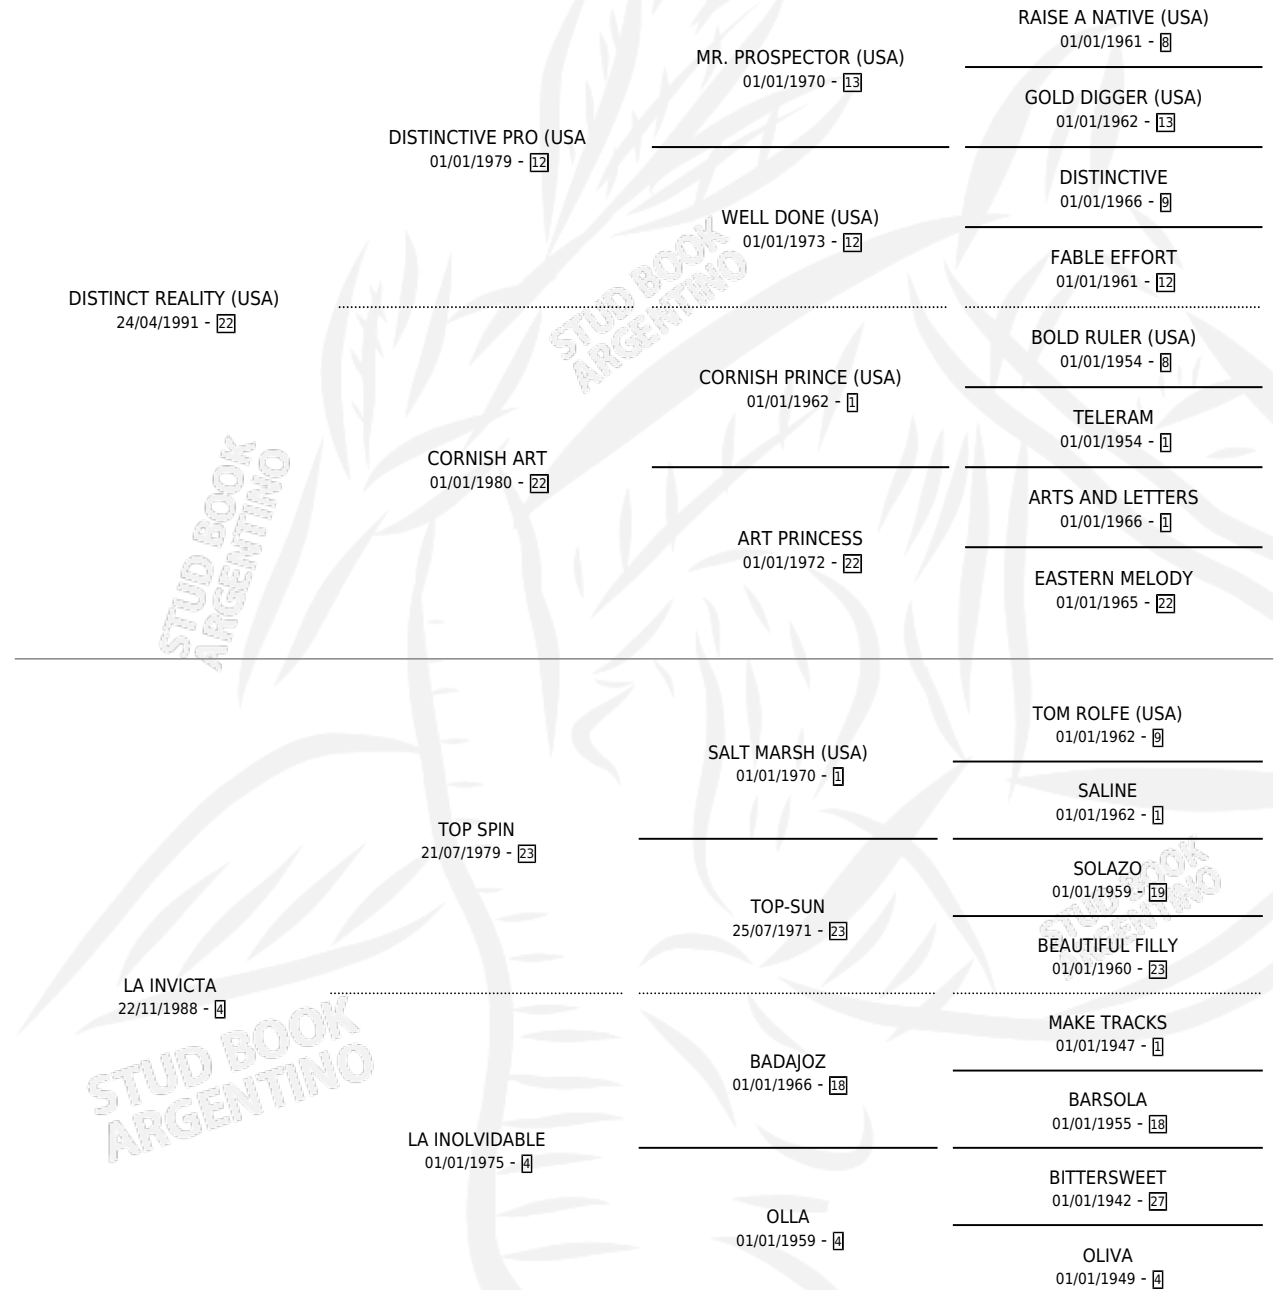 RAISE A NATIVE (USA)
01/01/1961 - 8
MR. PROSPECTOR (USA)
01/01/1970 - 13
GOLD DIGGER (USA)
01/01/1962 - 13
DISTINCTIVE PRO (USA
01/01/1979 - 12
DISTINCTIVE
01/01/1966 - 9
WELL DONE (USA)
01/01/1973 - 12
FABLE EFFORT
01/01/1961 - 12
DISTINCT REALITY (USA)
24/04/1991 - 22
BOLD RULER (USA)
01/01/1954 - 8
CORNISH PRINCE (USA)
01/01/1962 - 1
TELERAM
01/01/1954 - 1
CORNISH ART
01/01/1980 - 22
ARTS AND LETTERS
01/01/1966 - 1
ART PRINCESS
01/01/1972 - 22
EASTERN MELODY
01/01/1965 - 22
TOM ROLFE (USA)
01/01/1962 - 9
SALT MARSH (USA)
01/01/1970 - 1
SALINE
01/01/1962 - 1
TOP SPIN
21/07/1979 - 23
SOLAZO
01/01/1959 - 19
TOP-SUN
25/07/1971 - 23
BEAUTIFUL FILLY
01/01/1960 - 23
LA INVICTA
22/11/1988 - 4
MAKE TRACKS
01/01/1947 - 1
BADAJOZ
01/01/1966 - 18
BARSOLA
01/01/1955 - 18
LA INOLVIDABLE
01/01/1975 - 4
BITTERSWEET
01/01/1942 - 27
OLLA
01/01/1959 - 4
OLIVA
01/01/1949 - 4
STUD BOOK
ARGENTINO
STUD BOOK
ARGENTINO
STUD BOOK
ARGENTINO
STUD BOOK
ARGENTINO